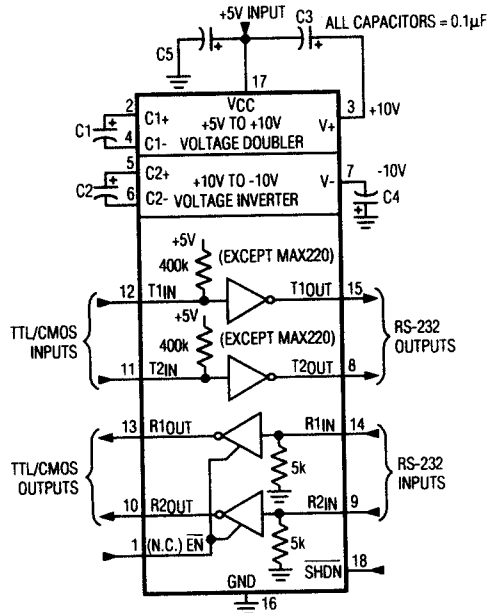 +5V INPUT
C3
ALL CAPACITORS = 0.1µF
C5
+
+
17
2
+
C1
4
C1+
C1-
VCC
+5V TO +10V
VOLTAGE DOUBLER
V+
3
+10V
5
+
C2
6
C2+
C2-
+10V TO -10V
VOLTAGE INVERTER
V-
7
-10V
+
C4
+5V
400k
(EXCEPT MAX220)
12
T1IN
T1OUT
15
+5V
400k
(EXCEPT MAX220)
TTL/CMOS
INPUTS
RS-232
OUTPUTS
11
T2IN
T2OUT
8
13
R1OUT
R1IN
14
5k
TTL/CMOS
OUTPUTS
RS-232
INPUTS
10
R2OUT
R2IN
9
5k
1
(N.C.) EN
SHDN
18
GND
16